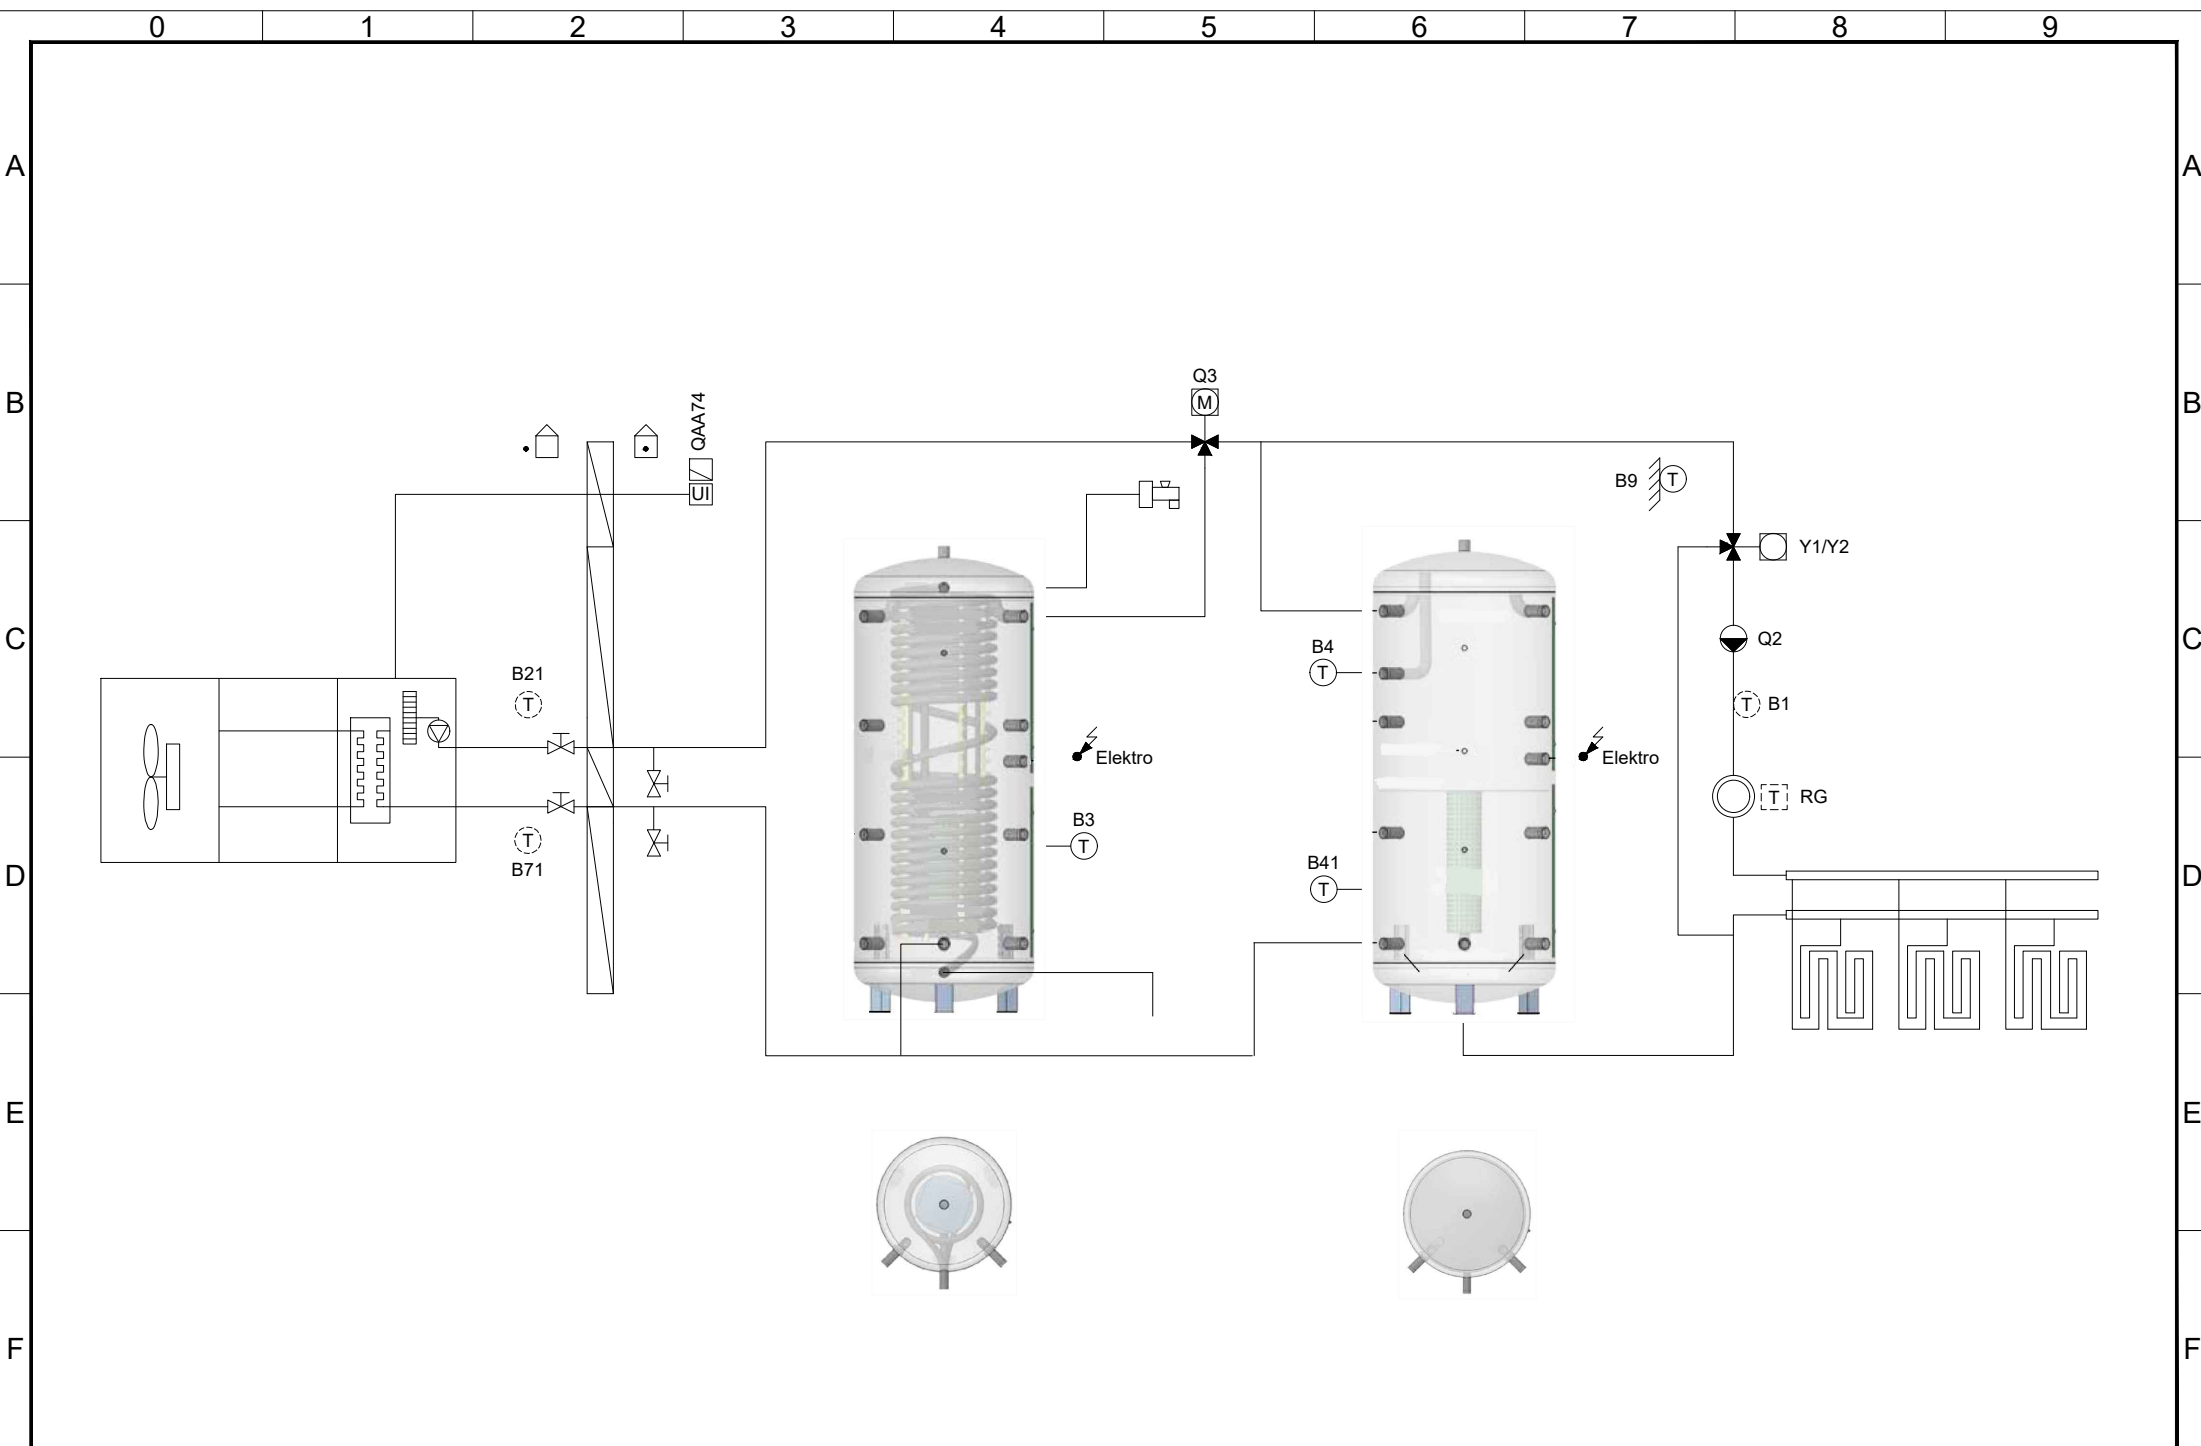 0 1 2 3 4 5 6 7 8 9
A A
Q3
B M QAA74 B
B9 T
UI
T Y1/Y2
B4
C T Q2 C
B21
T
T B1
Elektro Elektro
T RG
B3
T
T
B71
B41
T
D D
E E
F F